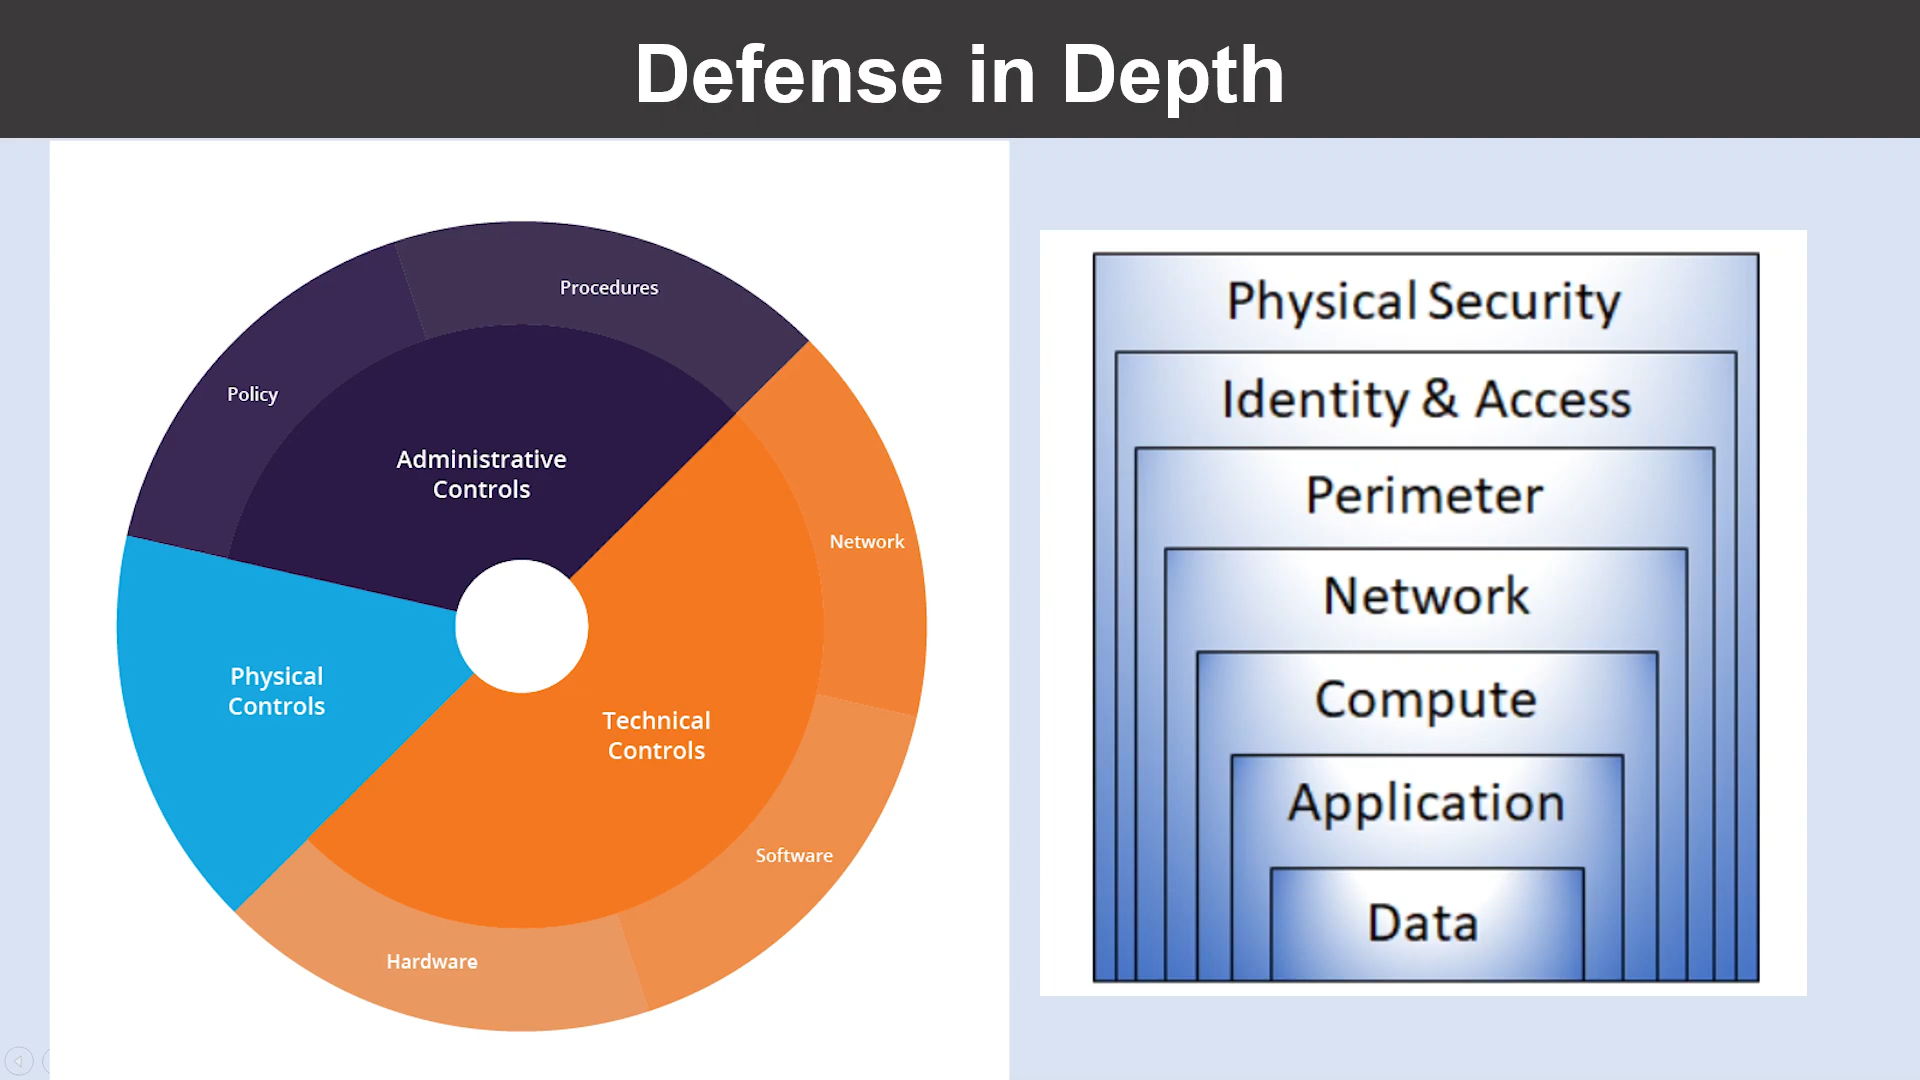 Defense in Depth
Procedures
Policy
Administrative
Controls
Network
Physical
Controls
Technical
Controls
Software
Hardware
Physical Security
Identity & Access
Perimeter
Network
Compute
Application
Data